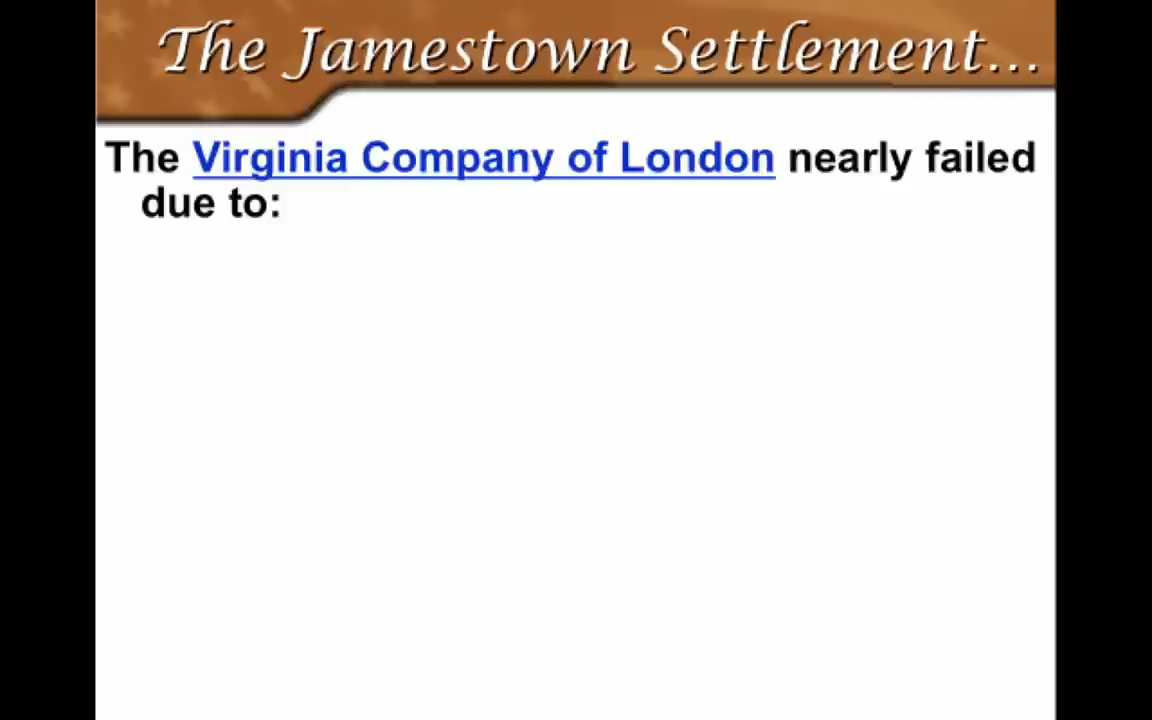 The Jamestown Settlement...
The Virginia Company of London nearly failed
due to: